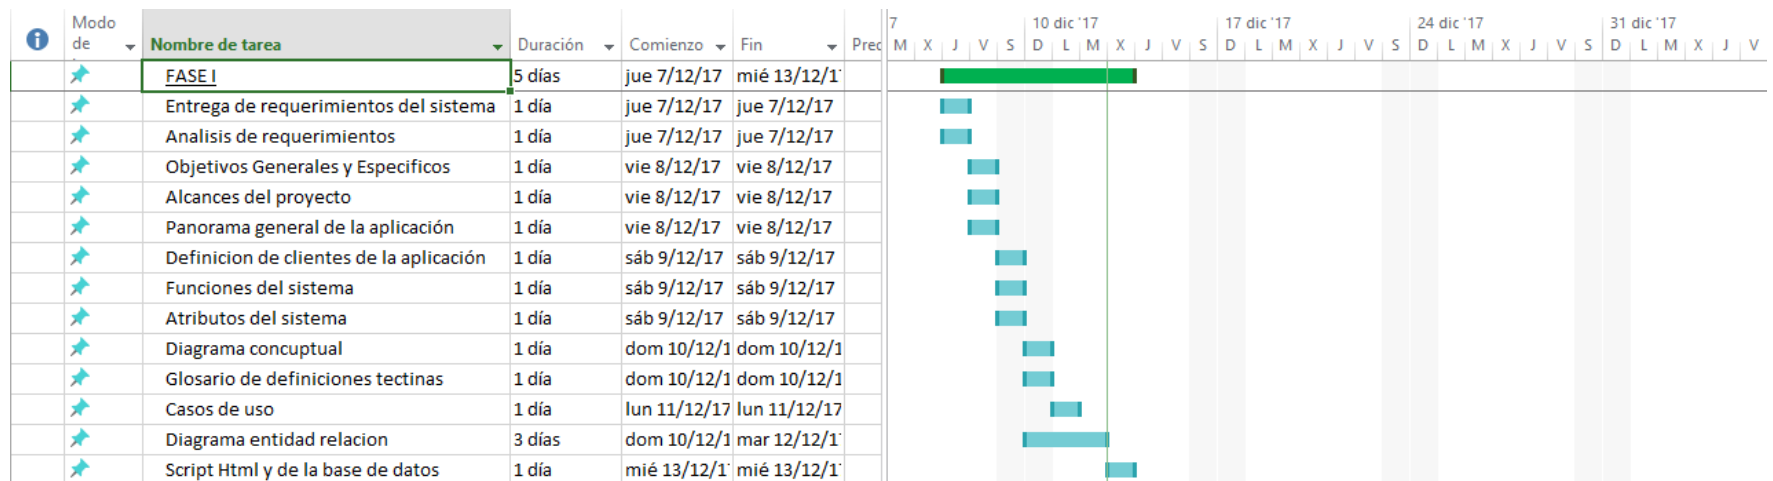 Modo de
Nombre de tarea
Duración
Comienzo
Fin
Prec
7
10 dic '17
17 dic '17
24 dic '17
31 dic '17
M X J V S D L M X J V S D L M X J V S D L M X J V S D L M X J V
FASE I 5 días jue 7/12/17 mié 13/12/1
Entrega de requerimientos del sistema 1 día jue 7/12/17 jue 7/12/17
Analisis de requerimientos 1 día jue 7/12/17 jue 7/12/17
Objetivos Generales y Especificos 1 día vie 8/12/17 vie 8/12/17
Alcances del proyecto 1 día vie 8/12/17 vie 8/12/17
Panorama general de la aplicación 1 día vie 8/12/17 vie 8/12/17
Definicion de clientes de la aplicación 1 día sáb 9/12/17 sáb 9/12/17
Funciones del sistema 1 día sáb 9/12/17 sáb 9/12/17
Atributos del sistema 1 día sáb 9/12/17 sáb 9/12/17
Diagrama concuptual 1 día dom 10/12/1 dom 10/12/1
Glosario de definiciones tectinas 1 día dom 10/12/1 dom 10/12/1
Casos de uso 1 día lun 11/12/17 lun 11/12/17
Diagrama entidad relacion 3 días dom 10/12/1 mar 12/12/1
Script Html y de la base de datos 1 día mié 13/12/1 mié 13/12/1